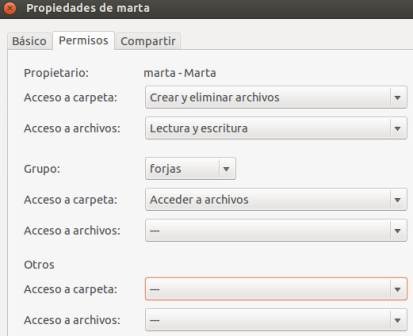 Propiedades de marta
Básico Permisos Compartir
Propietario: marta - Marta
Acceso a carpeta: Crear y eliminar archivos
Acceso a archivos: Lectura y escritura
Grupo: forjas
Acceso a carpeta: Acceder a archivos
Acceso a archivos: ---
Otros
Acceso a carpeta: ---
Acceso a archivos: ---